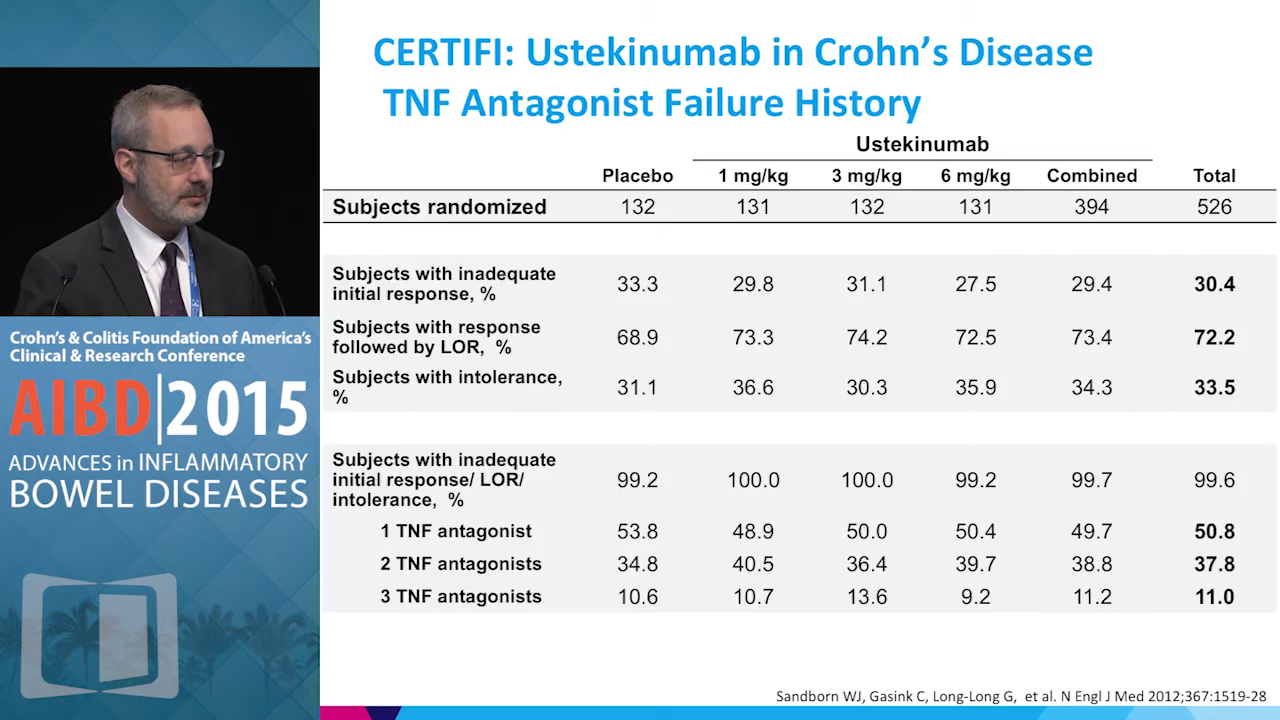 CERTIFI: Ustekinumab in Crohn's Disease
TNF Antagonist Failure History
Ustekinumab
Placebo 1 mg/kg 3 mg/kg 6 mg/kg Combined Total
Subjects randomized 132 131 132 131 394 526
Subjects with inadequate
initial response, % 33.3 29.8 31.1 27.5 29.4 30.4
Subjects with response
followed by LOR, % 68.9 73.3 74.2 72.5 73.4 72.2
Subjects with intolerance,
% 31.1 36.6 30.3 35.9 34.3 33.5
Subjects with inadequate
initial response/ LOR/ 99.2 100.0 100.0 99.2 99.7 99.6
intolerance, %
1 TNF antagonist 53.8 48.9 50.0 50.4 49.7 50.8
2 TNF antagonists 34.8 40.5 36.4 39.7 38.8 37.8
3 TNF antagonists 10.6 10.7 13.6 9.2 11.2 11.0
Sandborn WJ, Gasink C, Long-Long G, et al. N Engl J Med 2012;367:1519-28
Crohn's & Colitis Foundation of America's
Clinical & Research Conference
AIBD|2015
ADVANCES in INFLAMMATORY
BOWEL DISEASES